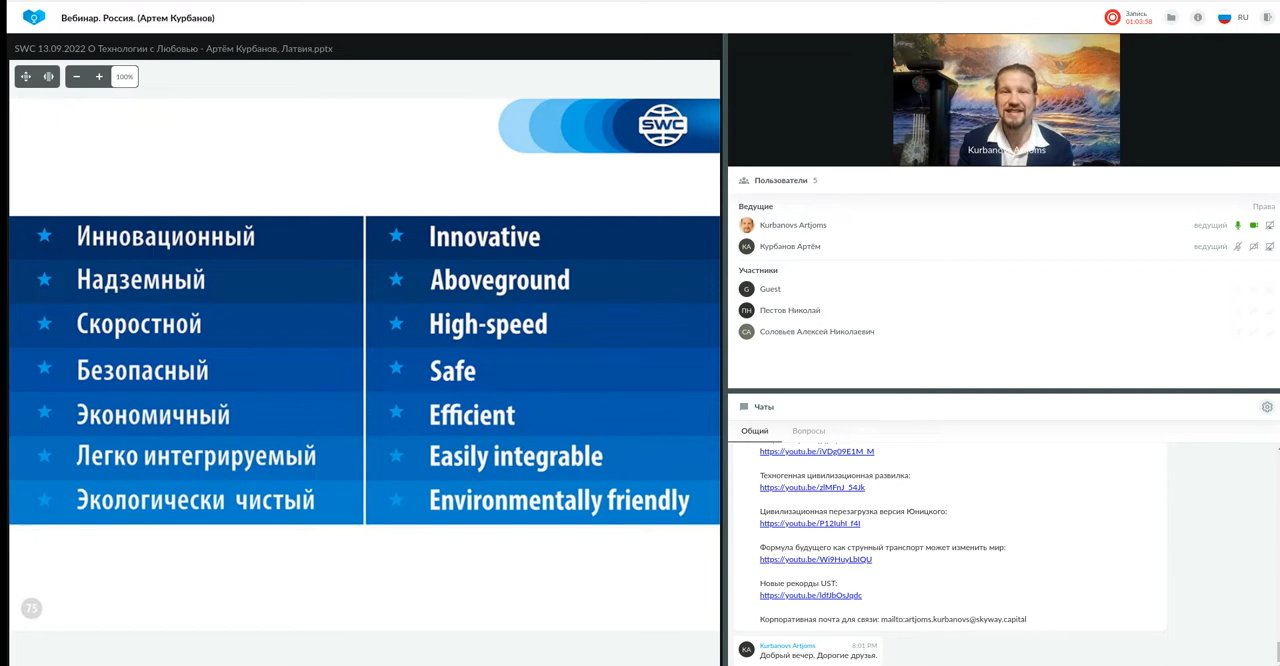 Вебинар. Россия. (Артем Курбанов)
Запись
01:03:58
RU
SWC 13.09.2022 О Технологии с Любовью - Артём Курбанов, Латвия.pptx
100%
SWC
Инновационный Innovative
Надземный Aboveground
Скоростной High-speed
Безопасный Safe
Экономичный Efficient
Легко интегрируемый Easily integrable
Экологически чистый Environmentally friendly
75
Пользователи 5
Ведущие Права
Kurbanovs Artjoms ведущий
КА Курбанов Артём ведущий
Участники
G Guest
ПН Пестов Николай
СА Соловьев Алексей Николаевич
Чаты
Общий Вопросы
https://youtu.be/iVDg09E1M_M
Техногенная цивилизационная развилка:
https://youtu.be/zlMFnJ_54Jk
Цивилизационная перезагрузка версия Юницкого:
https://youtu.be/P12IuhI_f4I
Формула будущего как струнный транспорт может изменить мир:
https://youtu.be/Wi9HuyLbIQU
Новые рекорды UST:
https://youtu.be/ldfJbOsJqdc
Корпоративная почта для связи: mailto:artjoms.kurbanovs@skyway.capital
KA Kurbanovs Artjoms 8:01 PM
Добрый вечер, Дорогие друзья.